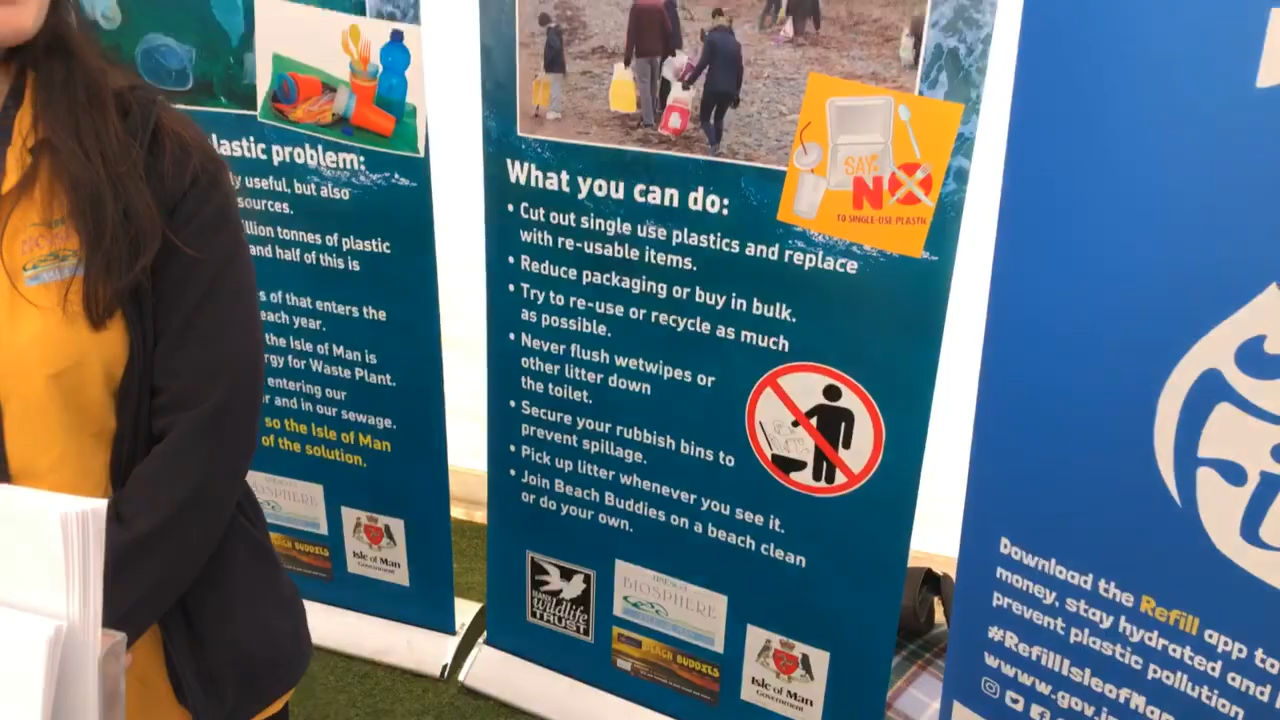 lastic problem:
ly useful, but also
sources.
llion tonnes of plastic
and half of this is
s of that enters the
each year.
the Isle of Man is
rgy for Waste Plant.
entering our
r and in our sewage.
so the Isle of Man
of the solution.
BIOSPHERE
BEACH BUDDIES
Isle of Man
Government
SAY
NO
TO SINGLE-USE PLASTIC
What you can do:
• Cut out single use plastics and replace
with re-usable items.
• Reduce packaging or buy in bulk.
• Try to re-use or recycle as much
as possible.
• Never flush wetwipes or
other litter down
the toilet.
• Secure your rubbish bins to
prevent spillage.
• Pick up litter whenever you see it.
• Join Beach Buddies on a beach clean
or do your own.
MANX
Wildlife
TRUST
UNESCO
BIOSPHERE
BEACH BUDDIES
Isle of Man
Government
Download the Refill app to
money, stay hydrated and
prevent plastic pollution
#RefillIsleofMan
www.gov.i